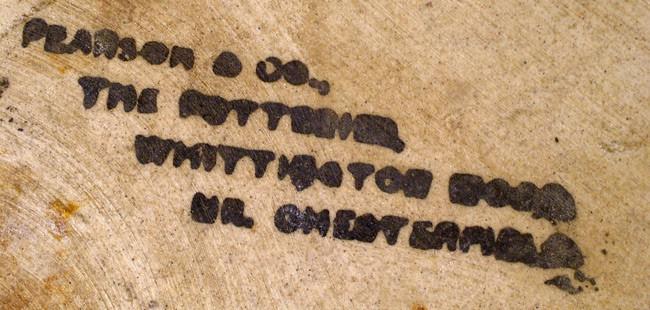 PEARSON & CO.,
THE POTTERIES,
WHITTINGTON MOOR,
NR. CHESTERFIELD